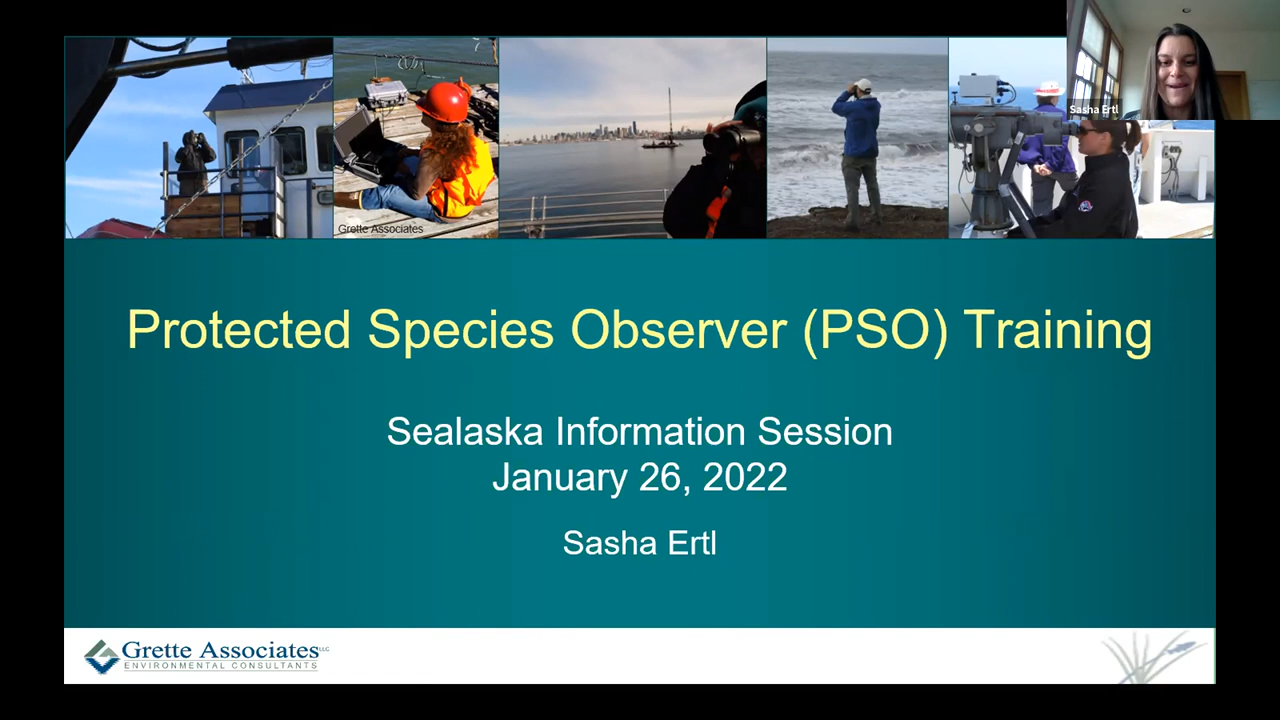 Sasha Ertl
Grette Associates
Protected Species Observer (PSO) Training
Sealaska Information Session
January 26, 2022
Sasha Ertl
Grette Associates LLC
ENVIRONMENTAL CONSULTANTS